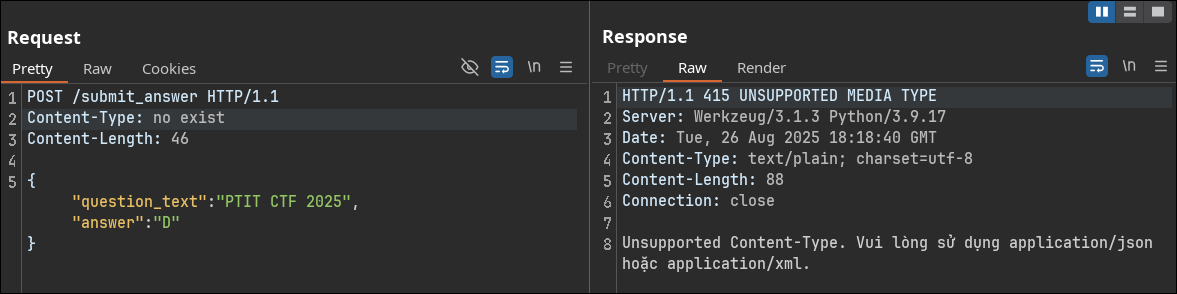 Request
Pretty Raw Cookies \n
1 POST /submit_answer HTTP/1.1
2 Content-Type: no exist
3 Content-Length: 46
4
5 {
"question_text":"PTIT CTF 2025",
"answer":"D"
}
Response
Pretty Raw Render \n
1 HTTP/1.1 415 UNSUPPORTED MEDIA TYPE
2 Server: Werkzeug/3.1.3 Python/3.9.17
3 Date: Tue, 26 Aug 2025 18:18:40 GMT
4 Content-Type: text/plain; charset=utf-8
5 Content-Length: 88
6 Connection: close
7
8 Unsupported Content-Type. Vui lòng sử dụng application/json
hoặc application/xml.